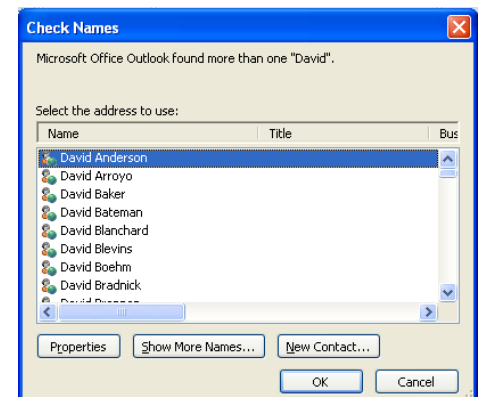 Check Names
Microsoft Office Outlook found more than one "David".
Select the address to use:
Name Title Bus
David Anderson
David Arroyo
David Baker
David Bateman
David Blanchard
David Blevins
David Boehm
David Bradnick
David
Properties Show More Names... New Contact...
OK Cancel